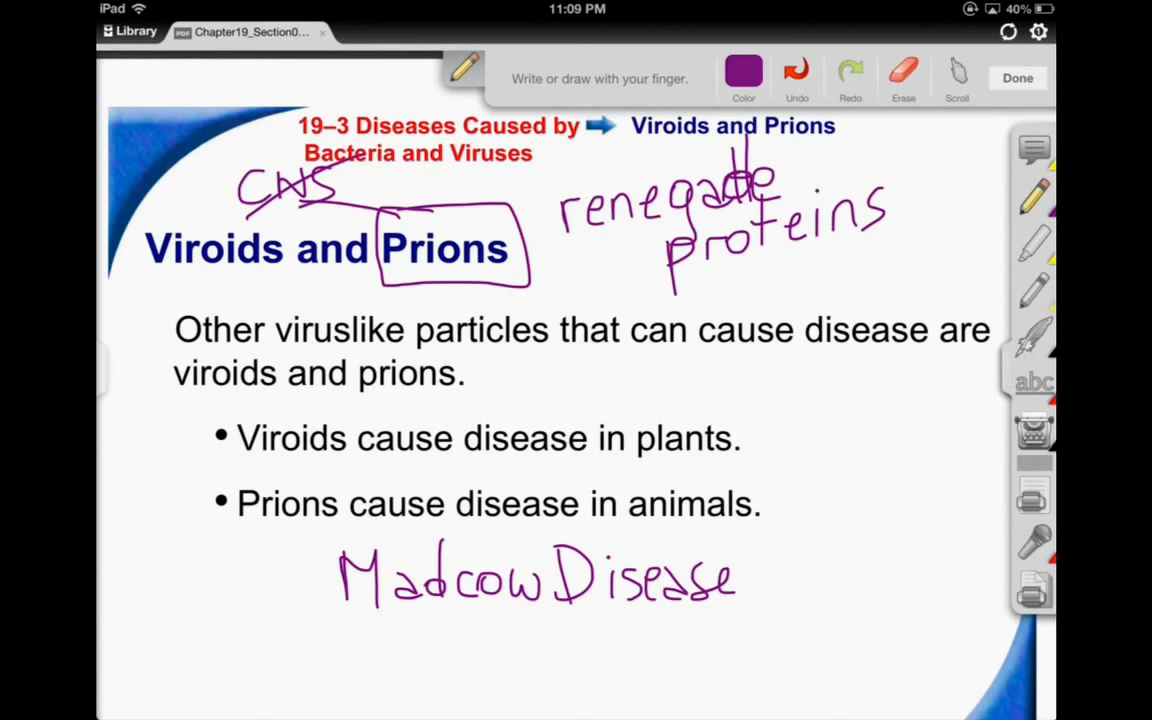 iPad 11:09 PM 40%
Library Chapter19_Section0... ×
Write or draw with your finger. Color Undo Redo Erase Scroll Done
19–3 Diseases Caused by Viroids and Prions
Bacteria and Viruses
CNS
renegade
proteins
Viroids and Prions
Other viruslike particles that can cause disease are
viroids and prions.
• Viroids cause disease in plants.
• Prions cause disease in animals.
Madcow Disease
abc
PDF